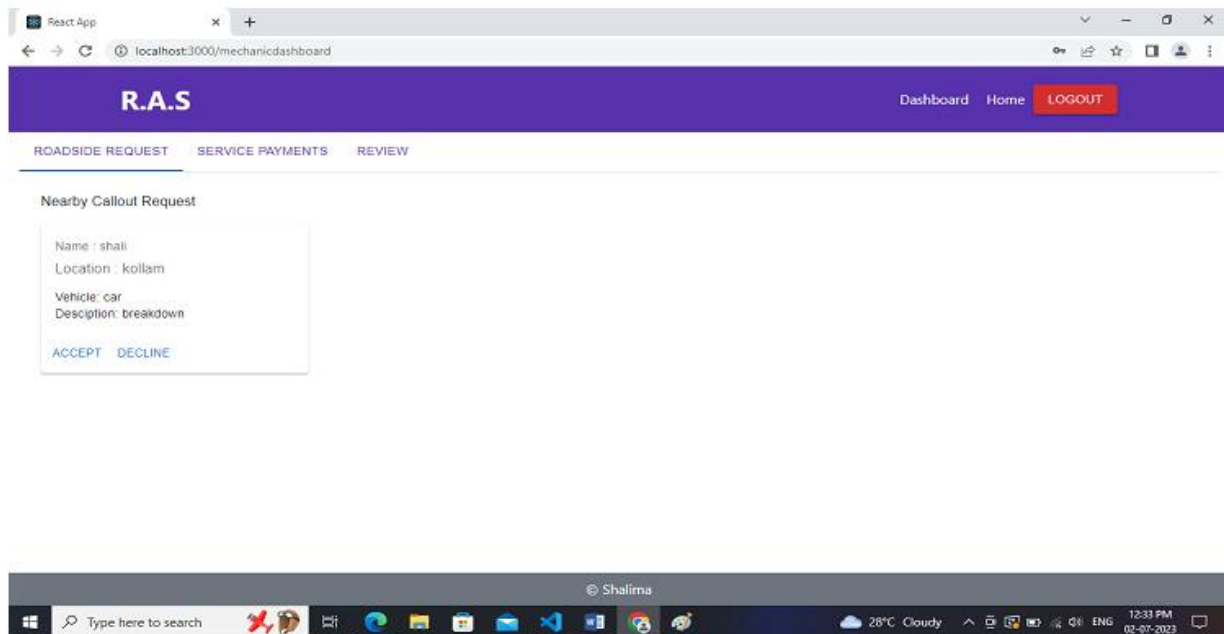 React App
localhost:3000/mechanicdashboard
R.A.S
Dashboard Home LOGOUT
ROADSIDE REQUEST SERVICE PAYMENTS REVIEW
Nearby Callout Request
Name : shali
Location : kollam
Vehicle: car
Desciption: breakdown
ACCEPT DECLINE
© Shalima
Type here to search
28°C Cloudy
ENG
12:33 PM
02-07-2023